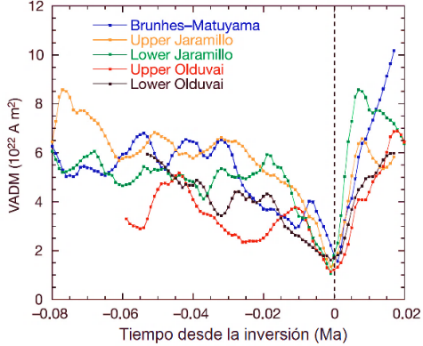 12
10
8
6
4
2
0
VADM (10²² A m²)
Brunhes–Matuyama
Upper Jaramillo
Lower Jaramillo
Upper Olduvai
Lower Olduvai
–0.08 –0.06 –0.04 –0.02 0 0.02
Tiempo desde la inversión (Ma)